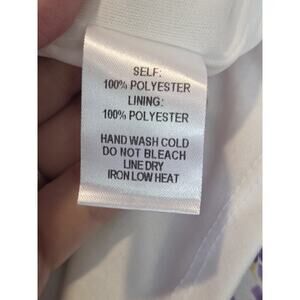 SELF:
100% POLYESTER
LINING:
100% POLYESTER
HAND WASH COLD
DO NOT BLEACH
LINE DRY
IRON LOW HEAT